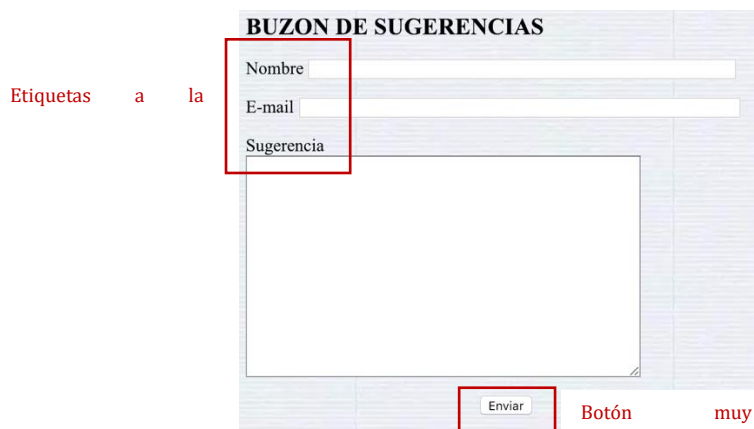 BUZON DE SUGERENCIAS
Nombre
Etiquetas a la
E-mail
Sugerencia
Enviar
Botón muy